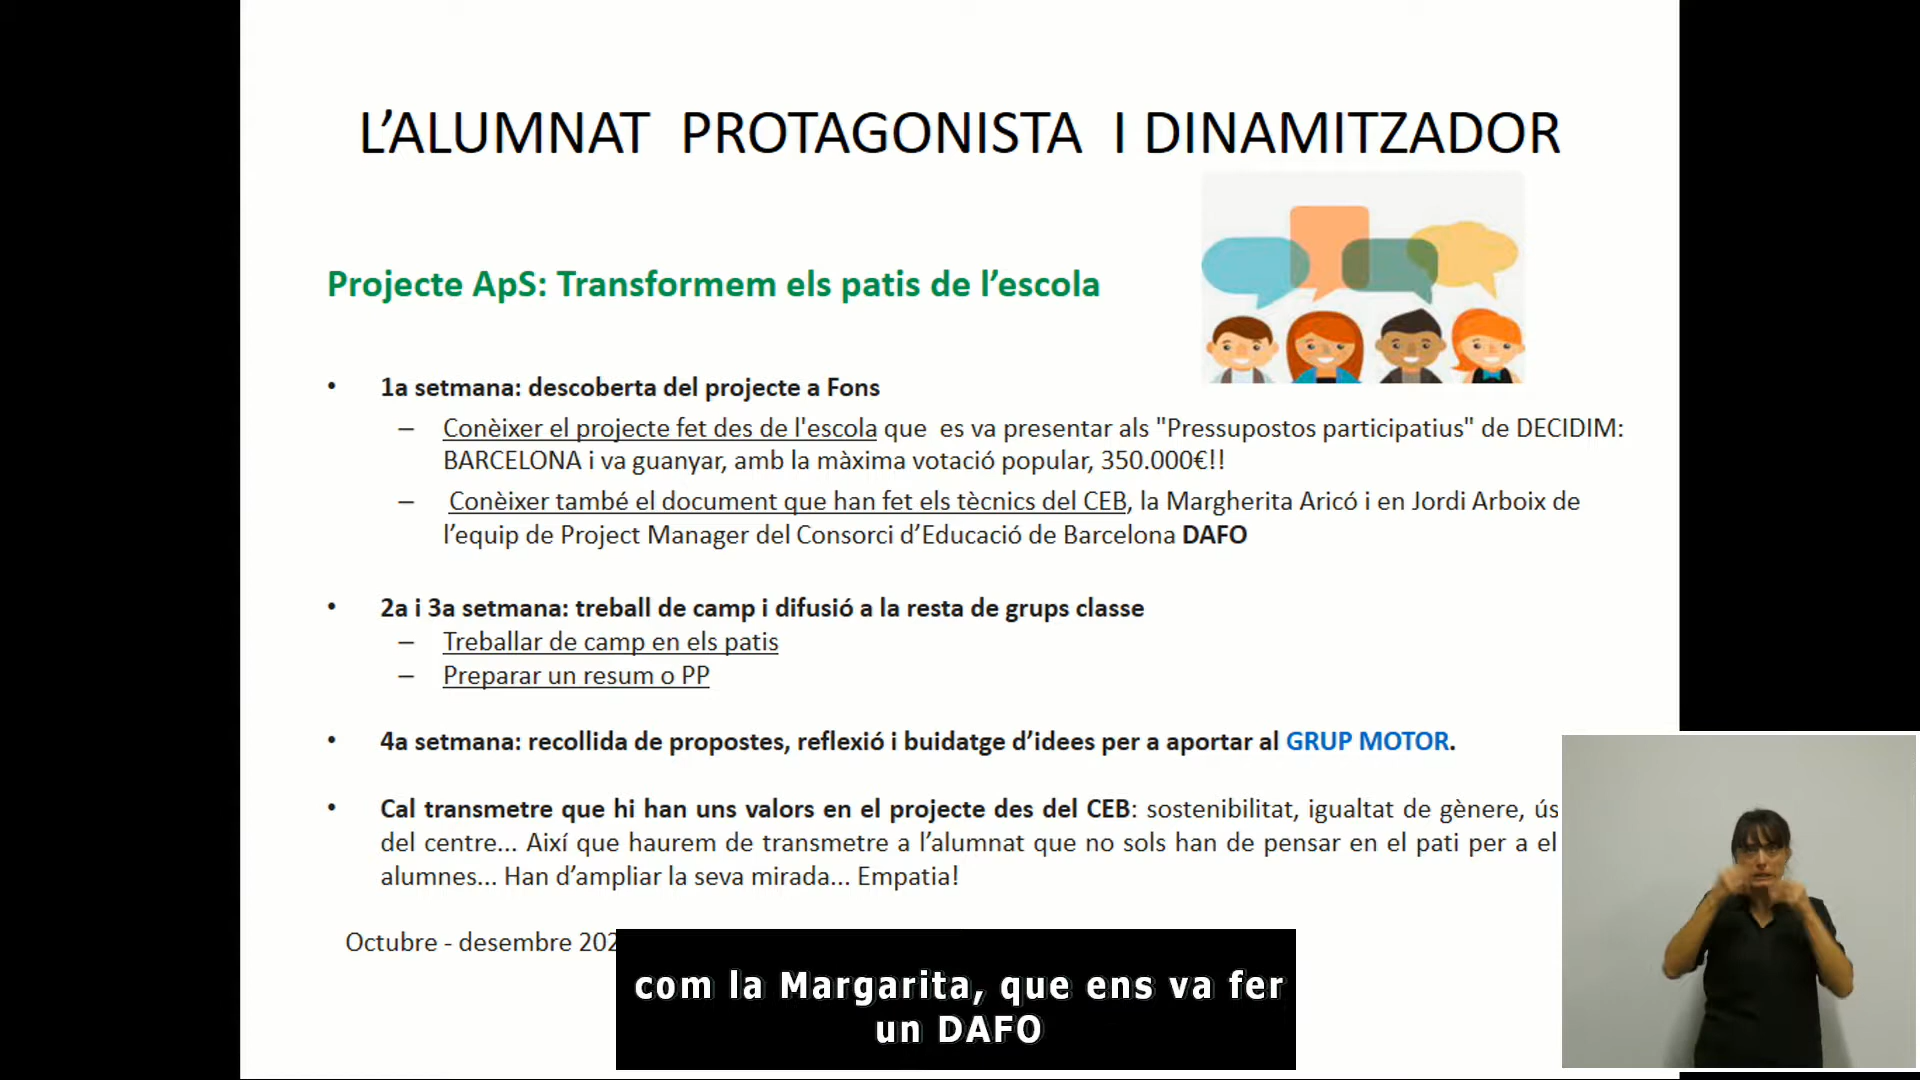 L’ALUMNAT PROTAGONISTA I DINAMITZADOR
Projecte ApS: Transformem els patis de l’escola
• 1a setmana: descoberta del projecte a Fons
– Conèixer el projecte fet des de l'escola que es va presentar als "Pressupostos participatius" de DECIDIM:
BARCELONA i va guanyar, amb la màxima votació popular, 350.000€!!
– Conèixer també el document que han fet els tècnics del CEB, la Margherita Aricó i en Jordi Arboix de
l’equip de Project Manager del Consorci d’Educació de Barcelona DAFO
• 2a i 3a setmana: treball de camp i difusió a la resta de grups classe
– Treballar de camp en els patis
– Preparar un resum o PP
• 4a setmana: recollida de propostes, reflexió i buidatge d’idees per a aportar al GRUP MOTOR.
• Cal transmetre que hi han uns valors en el projecte des del CEB: sostenibilitat, igualtat de gènere, ús
del centre... Així que haurem de transmetre a l’alumnat que no sols han de pensar en el pati per a el
alumnes... Han d’ampliar la seva mirada... Empatia!
Octubre - desembre 202
com la Margarita, que ens va fer
un DAFO